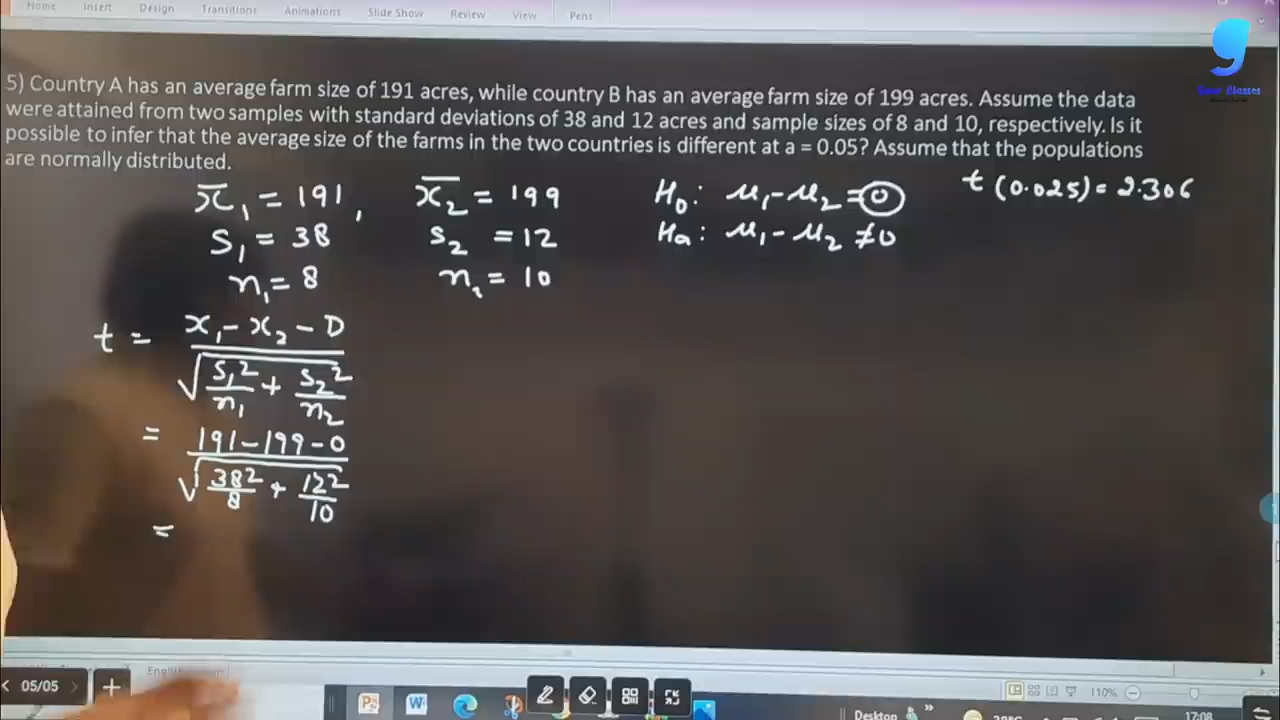 Home Insert Design Transitions Animations Slide Show Review View Pens
5) Country A has an average farm size of 191 acres, while country B has an average farm size of 199 acres. Assume the data
were attained from two samples with standard deviations of 38 and 12 acres and sample sizes of 8 and 10, respectively. Is it
possible to infer that the average size of the farms in the two countries is different at a = 0.05? Assume that the populations
are normally distributed.
x̄₁ = 191, x̄₂ = 199 H₀: μ₁-μ₂ = 0 t(0.025) = 2.306
s₁ = 38 s₂ = 12 Hₐ: μ₁-μ₂ ≠ 0
n₁ = 8 n₂ = 10
t = (x₁-x₂-D) / √(s₁²/n₁ + s₂²/n₂)
= (191-199-0) / √(38²/8 + 12²/10)
=
05/05
110%
Desktop
17:08